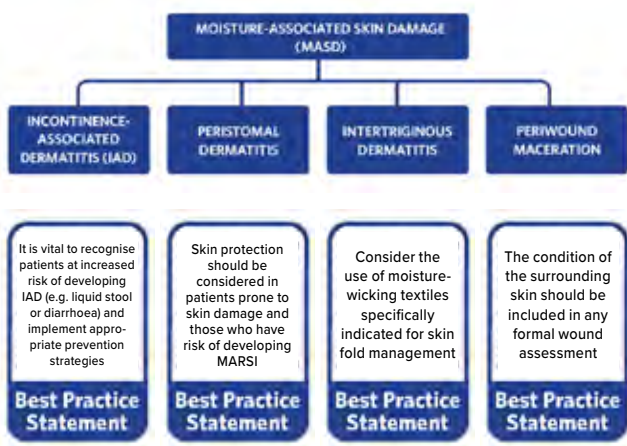 MOISTURE-ASSOCIATED SKIN DAMAGE
(MASD)
INCONTINENCE-
ASSOCIATED
DERMATITIS (IAD)
PERISTOMAL
DERMATITIS
INTERTRIGINOUS
DERMATITIS
PERIWOUND
MACERATION
It is vital to recognise
patients at increased
risk of developing
IAD (e.g. liquid stool
or diarrhoea) and
implement appro-
priate prevention
strategies
Best Practice
Statement
Skin protection
should be
considered in
patients prone to
skin damage and
those who have
risk of developing
MARSI
Best Practice
Statement
Consider the
use of moisture-
wicking textiles
specifically
indicated for skin
fold management
Best Practice
Statement
The condition of
the surrounding
skin should be
included in any
formal wound
assessment
Best Practice
Statement